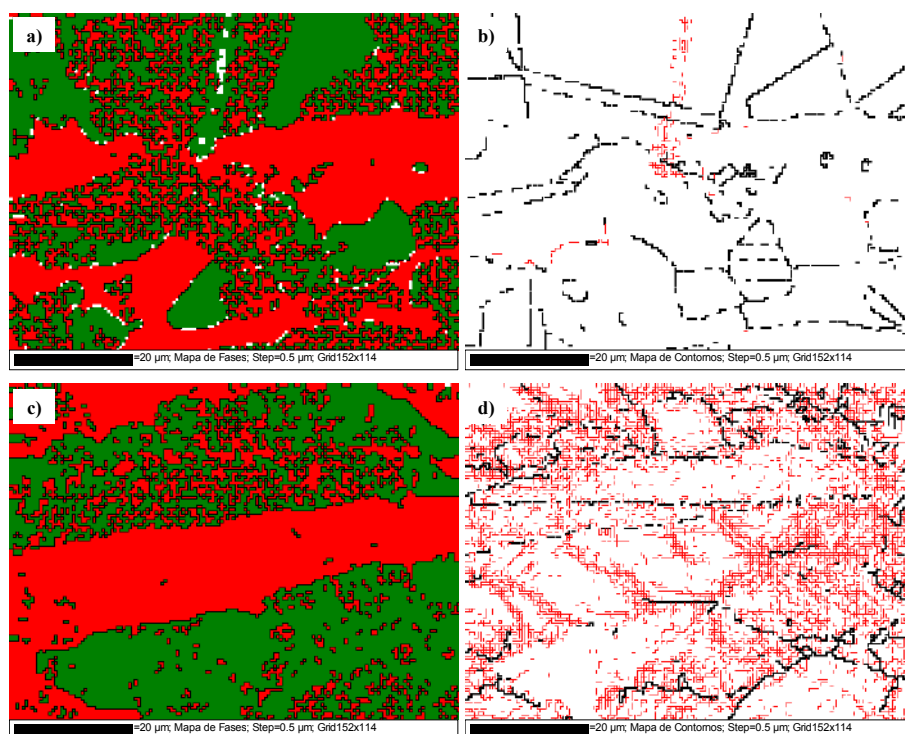 a)
b)
=20 µm; Mapa de Fases; Step=0.5 µm; Grid152x114
=20 µm; Mapa de Contornos; Step=0.5 µm; Grid152x114
c)
d)
=20 µm; Mapa de Fases; Step=0.5 µm; Grid152x114
=20 µm; Mapa de Contornos; Step=0.5 µm; Grid152x114